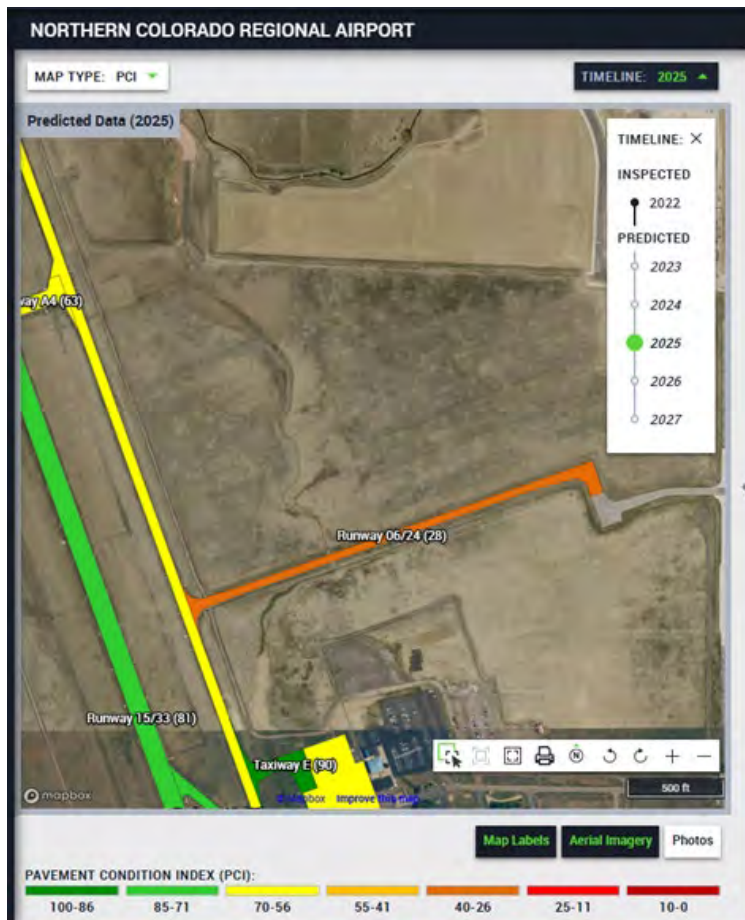 NORTHERN COLORADO REGIONAL AIRPORT
MAP TYPE: PCI
TIMELINE: 2025
Predicted Data (2025)
TIMELINE: X
INSPECTED
2022
PREDICTED
2023
2024
2025
2026
2027
way A4 (63)
Runway 06/24 (28)
Runway 15/33 (81)
Taxiway E (90)
N
mapbox
© Mapbox Improve this map
500 ft
Map Labels
Aerial Imagery
Photos
PAVEMENT CONDITION INDEX (PCI):
100-86 85-71 70-56 55-41 40-26 25-11 10-0